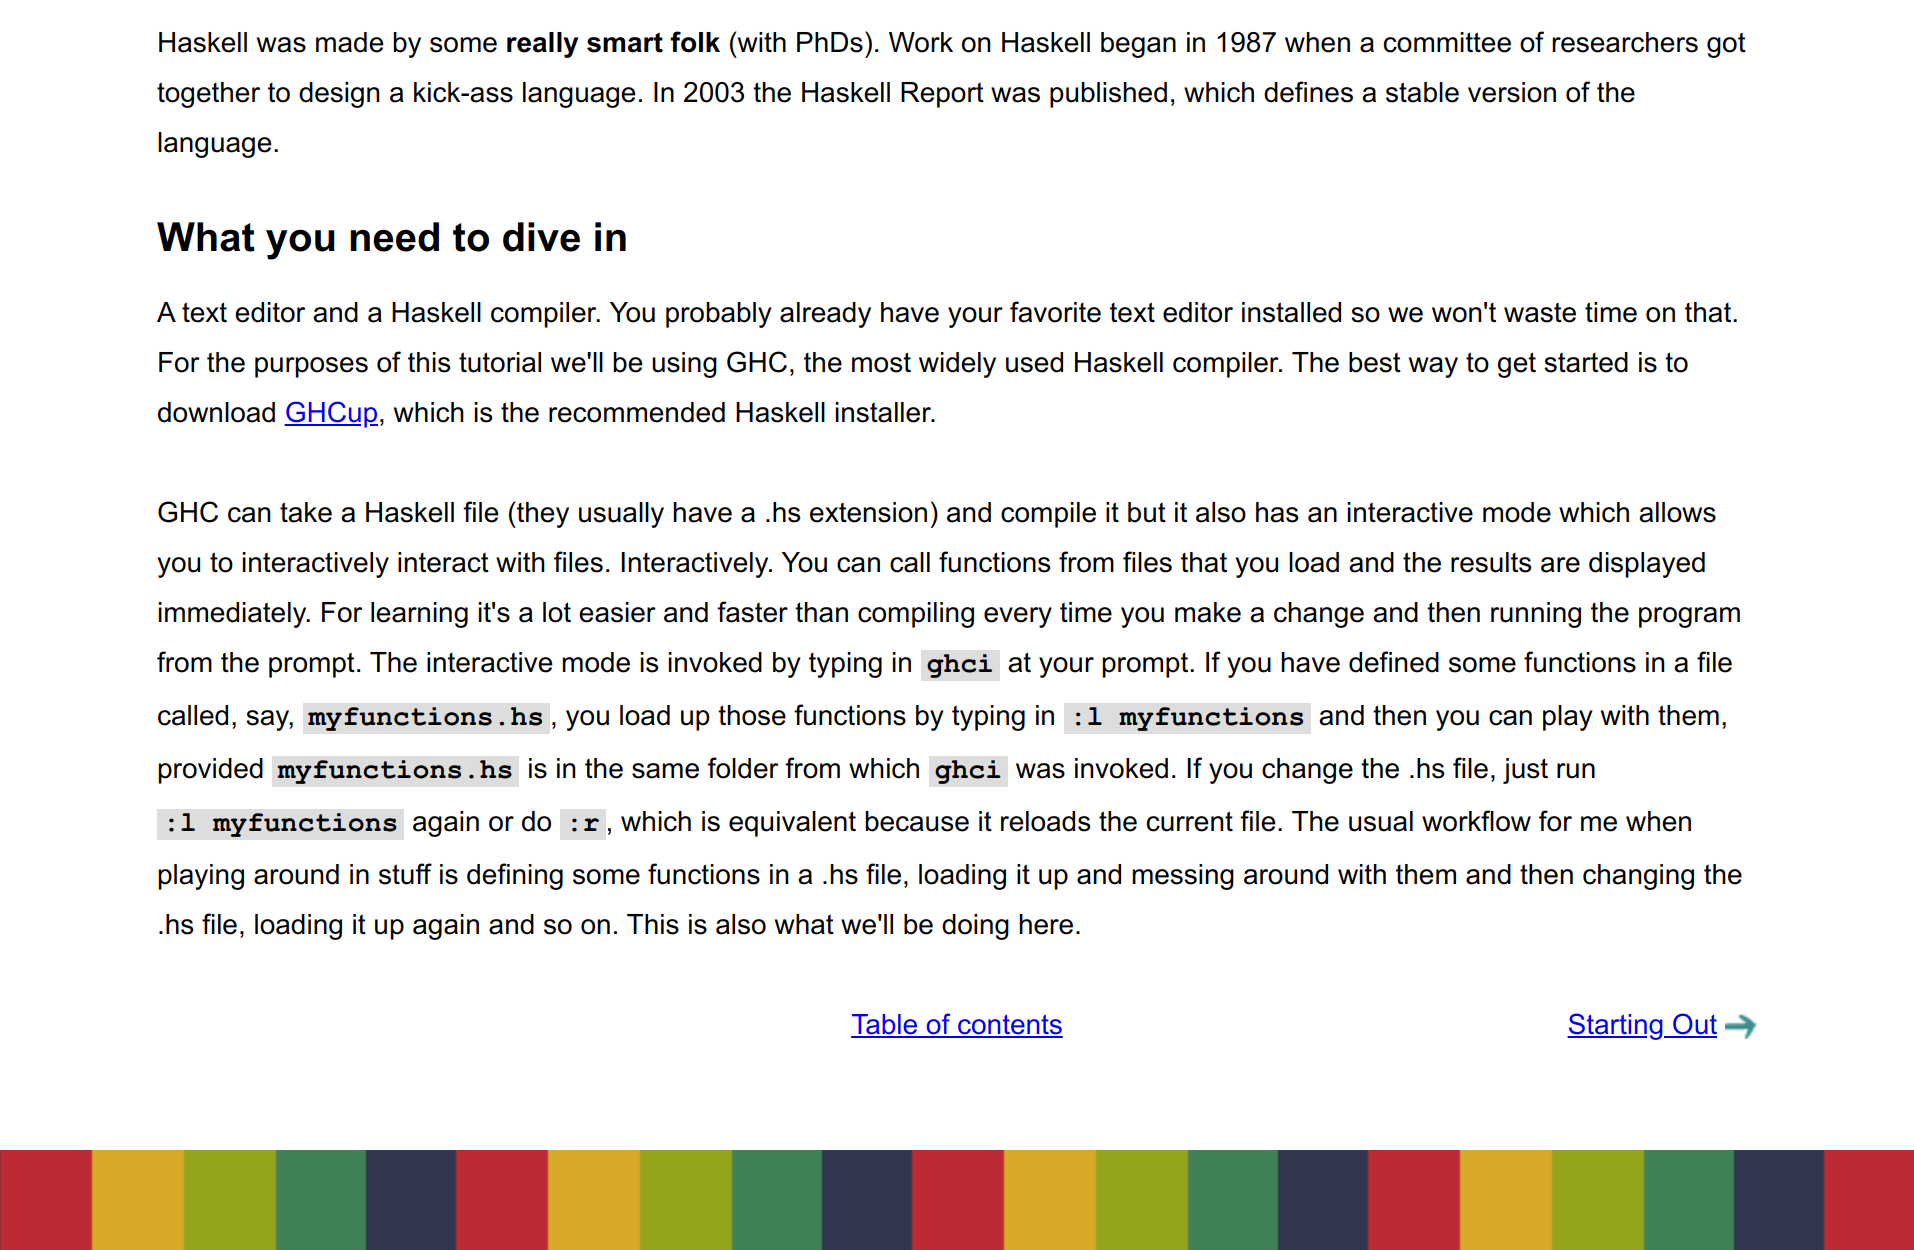 Haskell was made by some really smart folk (with PhDs). Work on Haskell began in 1987 when a committee of researchers got
together to design a kick-ass language. In 2003 the Haskell Report was published, which defines a stable version of the
language.
What you need to dive in
A text editor and a Haskell compiler. You probably already have your favorite text editor installed so we won't waste time on that.
For the purposes of this tutorial we'll be using GHC, the most widely used Haskell compiler. The best way to get started is to
download GHCup, which is the recommended Haskell installer.
GHC can take a Haskell file (they usually have a .hs extension) and compile it but it also has an interactive mode which allows
you to interactively interact with files. Interactively. You can call functions from files that you load and the results are displayed
immediately. For learning it's a lot easier and faster than compiling every time you make a change and then running the program
from the prompt. The interactive mode is invoked by typing in ghci at your prompt. If you have defined some functions in a file
called, say, myfunctions.hs, you load up those functions by typing in :l myfunctions and then you can play with them,
provided myfunctions.hs is in the same folder from which ghci was invoked. If you change the .hs file, just run
:l myfunctions again or do :r, which is equivalent because it reloads the current file. The usual workflow for me when
playing around in stuff is defining some functions in a .hs file, loading it up and messing around with them and then changing the
.hs file, loading it up again and so on. This is also what we'll be doing here.
Table of contents
Starting Out